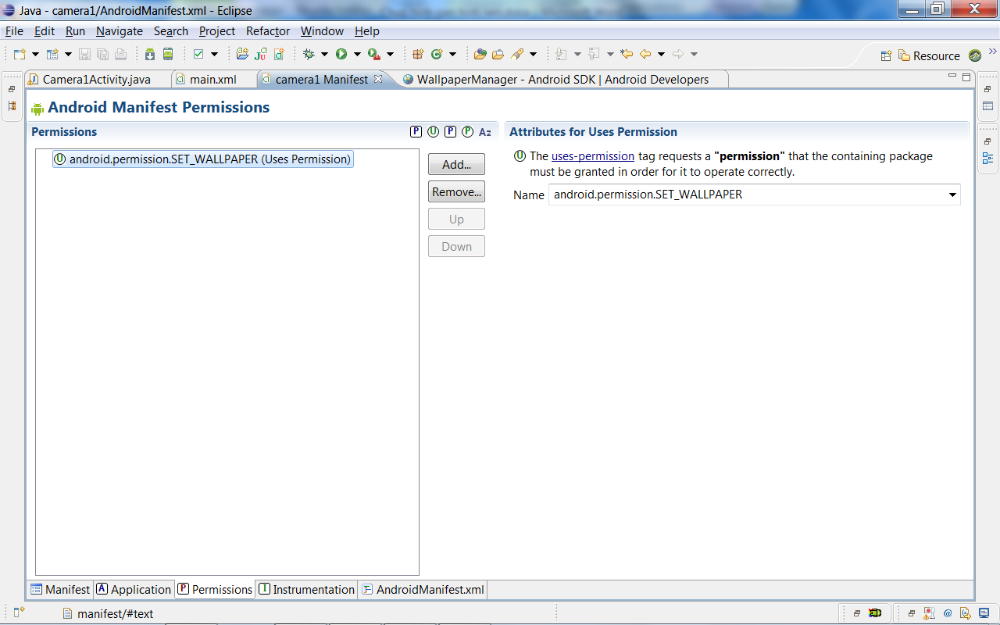 Java - camera1/AndroidManifest.xml - Eclipse
File Edit Run Navigate Search Project Refactor Window Help
Resource
Camera1Activity.java main.xml camera1 Manifest WallpaperManager - Android SDK | Android Developers
Android Manifest Permissions
Permissions
P U P P Az
Attributes for Uses Permission
U android.permission.SET_WALLPAPER (Uses Permission)
Add...
Remove...
Up
Down
U The uses-permission tag requests a "permission" that the containing package
must be granted in order for it to operate correctly.
Name android.permission.SET_WALLPAPER
Manifest A Application P Permissions I Instrumentation AndroidManifest.xml
manifest/#text